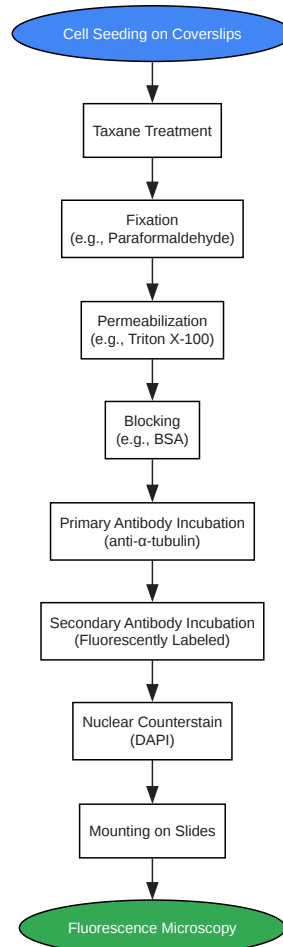 Cell Seeding on Coverslips
Taxane Treatment
Fixation
(e.g., Paraformaldehyde)
Permeabilization
(e.g., Triton X-100)
Blocking
(e.g., BSA)
Primary Antibody Incubation
(anti-α-tubulin)
Secondary Antibody Incubation
(Fluorescently Labeled)
Nuclear Counterstain
(DAPI)
Mounting on Slides
Fluorescence Microscopy